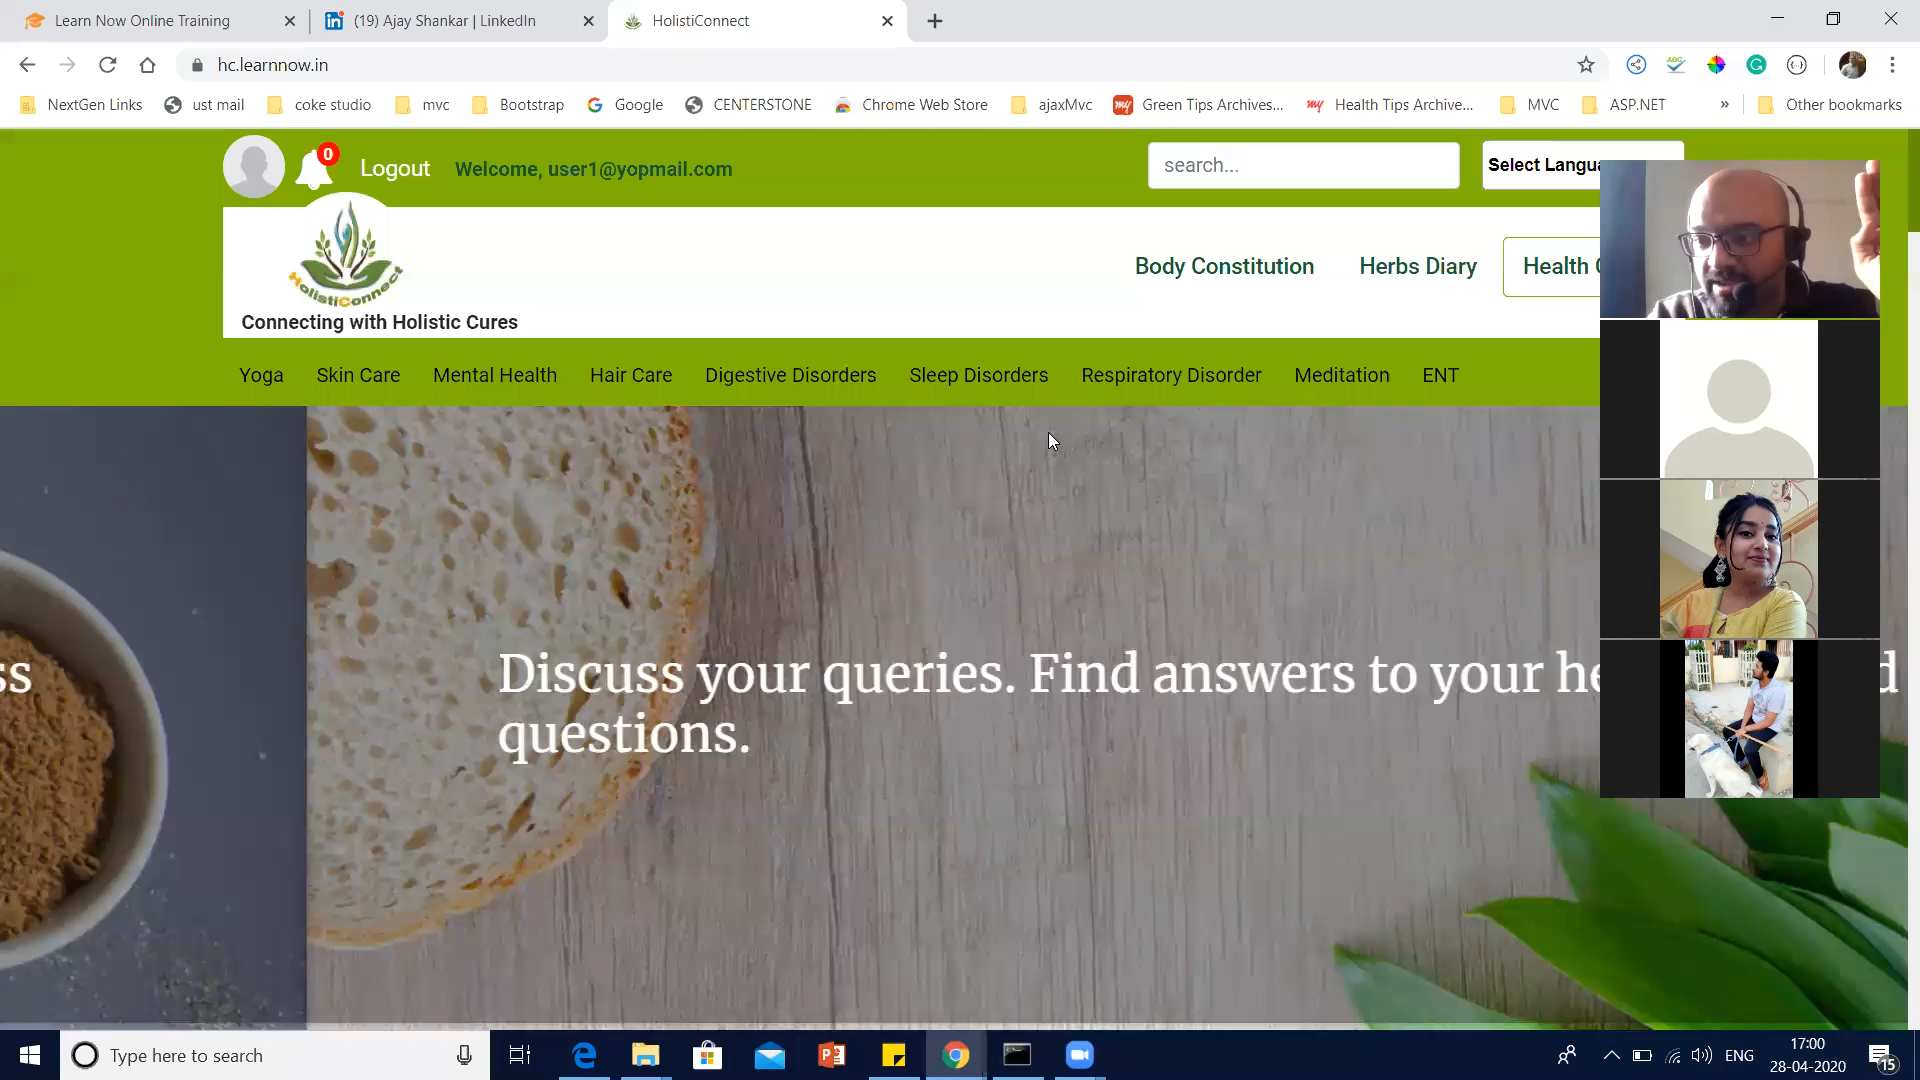 Learn Now Online Training
(19) Ajay Shankar | LinkedIn
HolistiConnect
hc.learnnow.in
NextGen Links
ust mail
coke studio
mvc
Bootstrap
Google
CENTERSTONE
Chrome Web Store
ajaxMvc
Green Tips Archives...
Health Tips Archive...
MVC
ASP.NET
»
Other bookmarks
0
Logout
Welcome, user1@yopmail.com
search...
Select Langua
HolistiConnect
Connecting with Holistic Cures
Body Constitution
Herbs Diary
Health
Yoga
Skin Care
Mental Health
Hair Care
Digestive Disorders
Sleep Disorders
Respiratory Disorder
Meditation
ENT
ss
Discuss your queries. Find answers to your he d
questions.
Type here to search
ENG
17:00
28-04-2020
15